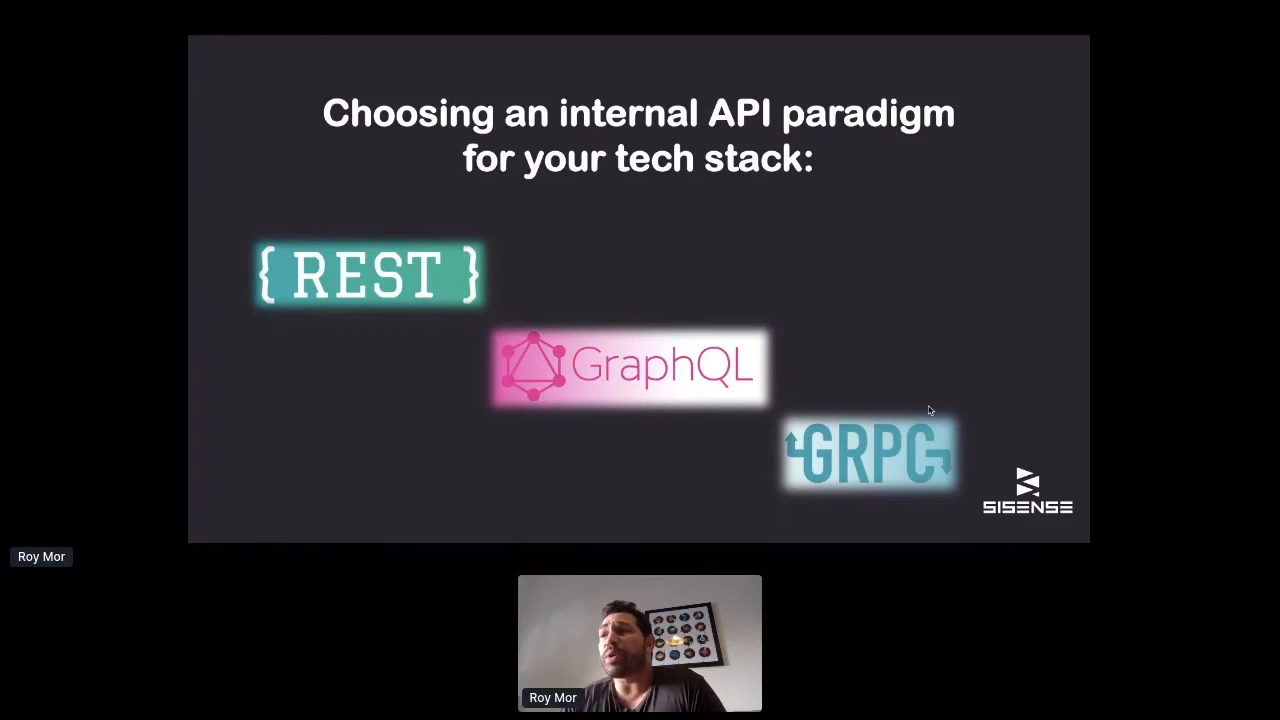 Choosing an internal API paradigm
for your tech stack:
{ REST }
GraphQL
GRPC
SISENSE
Roy Mor
Roy Mor